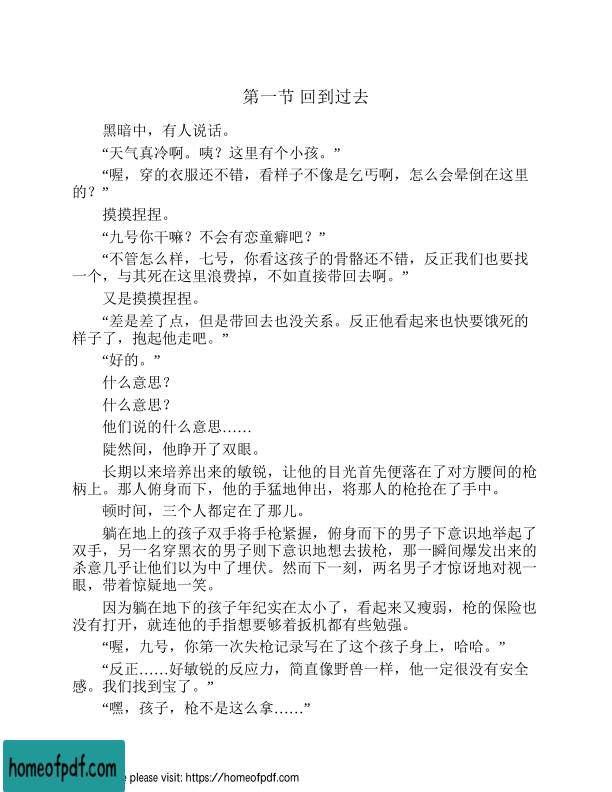 第一节 回到过去
黑暗中，有人说话。
“天气真冷啊。咦？这里有个小孩。”
“喔，穿的衣服还不错，看样子不像是乞丐啊，怎么会晕倒在这里
的？”
摸摸捏捏。
“九号你干嘛？不会有恋童癖吧？”
“不管怎么样，七号，你看这孩子的骨骼还不错，反正我们也要找
一个，与其死在这里浪费掉，不如直接带回去啊。”
又是摸摸捏捏。
“差是差了点，但是带回去也没关系。反正他看起来也快要饿死的
样子了，抱起他走吧。”
“好的。”
什么意思？
什么意思？
他们说的什么意思……
陡然间，他睁开了双眼。
长期以来培养出来的敏锐，让他的目光首先便落在了对方腰间的枪
柄上。那人俯身而下，他的手猛地伸出，将那人的枪抢在了手中。
顿时间，三个人都定在了那儿。
躺在地上的孩子双手将手枪紧握，俯身而下的男子下意识地举起了
双手，另一名穿黑衣的男子则下意识地想去拔枪，那一瞬间爆发出来的
杀意几乎让他们以为中了埋伏。然而下一刻，两名男子才惊讶地对视一
眼，带着惊疑地一笑。
因为躺在地下的孩子年纪实在太小了，看起来又瘦弱，枪的保险也
没有打开，就连他的手指想要够着扳机都有些勉强。
“喔，九号，你第一次失枪记录写在了这个孩子身上，哈哈。”
“反正……好敏锐的反应力，简直像野兽一样，他一定很没有安全
感。我们找到宝了。”
“嘿，孩子，枪不是这么拿……”
homeofpdf.com
e please visit: https://homeofpdf.com